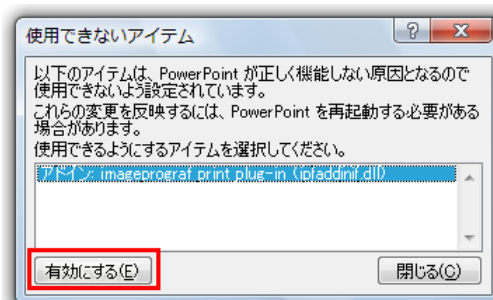 使用できないアイテム
以下のアイテムは、PowerPoint が正しく機能しない原因となるので
使用できないよう設定されています。
これらの変更を反映するには、PowerPoint を再起動する必要がある
場合があります。
使用できるようにするアイテムを選択してください。
アドイン: imageprograf print plug-in (ipfaddinif.dll)
有効にする(E)
閉じる(C)